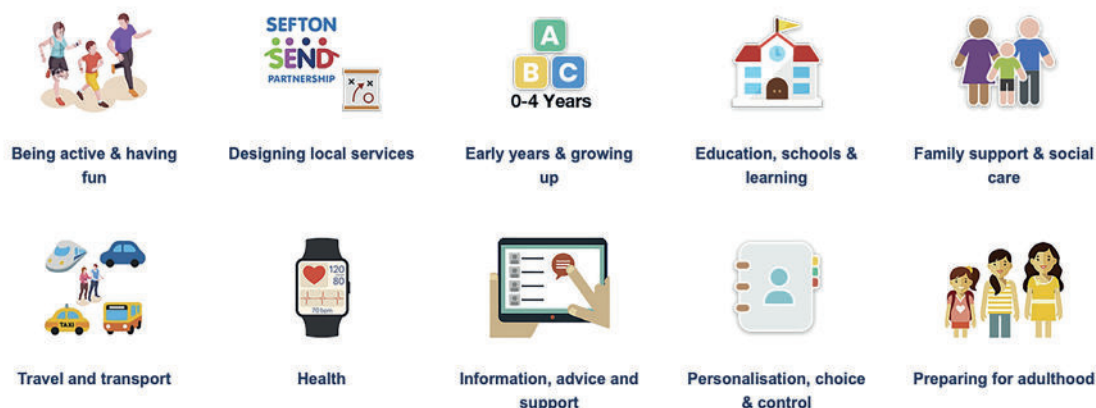 SEFTON
SEND
PARTNERSHIP
A
B C
0-4 Years
Being active & having
fun
Designing local services
Early years & growing
up
Education, schools &
learning
Family support & social
care
TAXI
120
80
70 bpm
Travel and transport
Health
Information, advice and
support
Personalisation, choice
& control
Preparing for adulthood